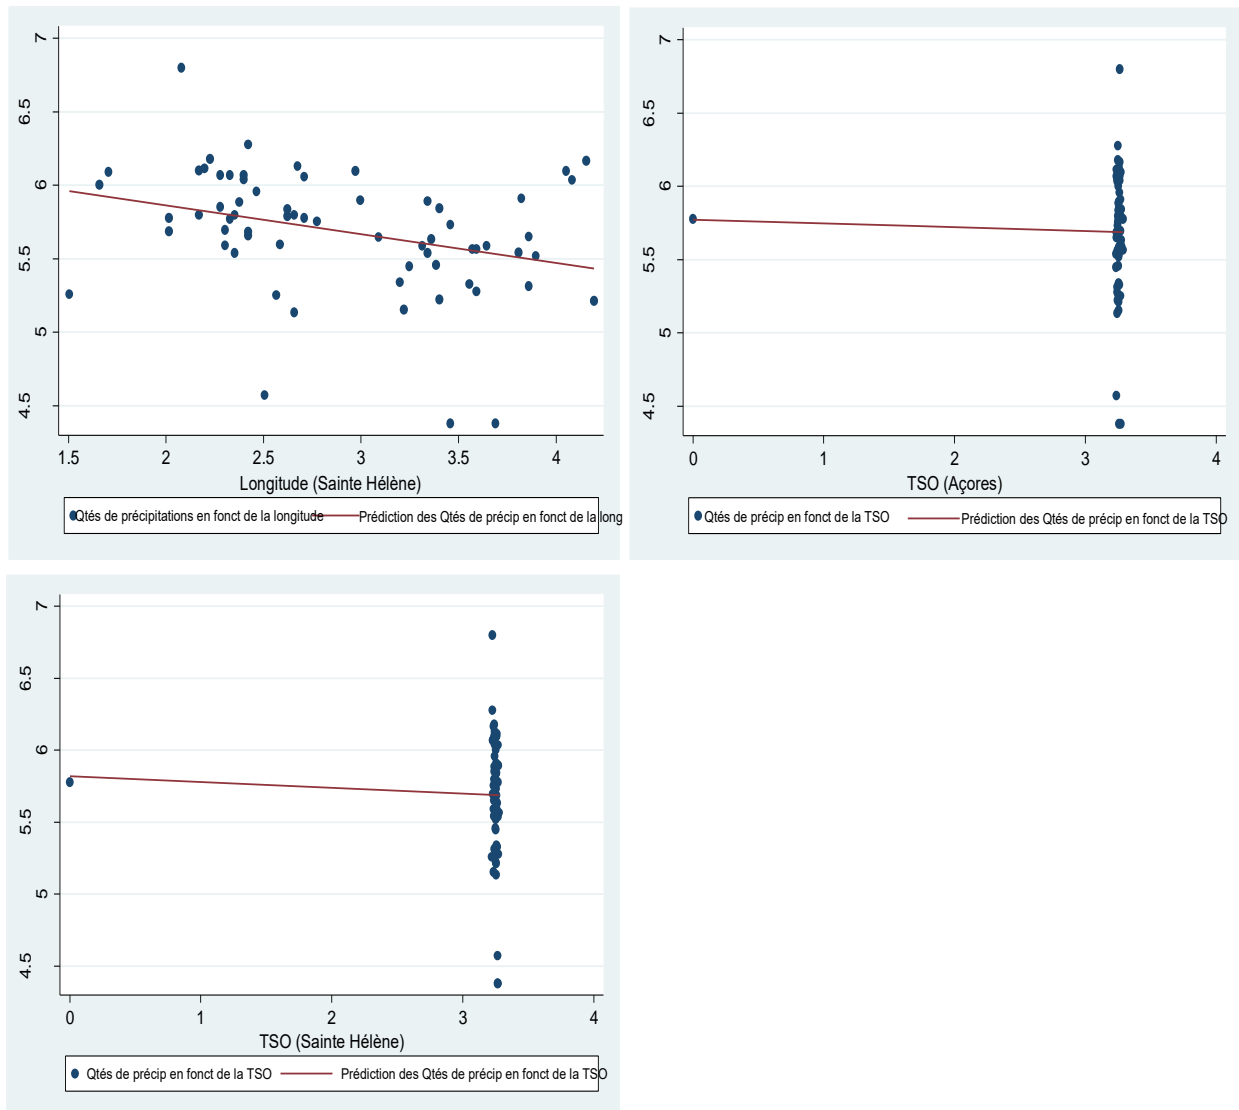 7
6.5
6
5.5
5
4.5
1.5 2 2.5 3 3.5 4
Longitude (Sainte Hélène)
Qtés de précipitations en fonct de la longitude Prédiction des Qtés de précip en fonct de la long
7
6.5
6
5.5
5
4.5
0 1 2 3 4
TSO (Açores)
Qtés de précip en fonct de la TSO Prédiction des Qtés de précip en fonct de la TSO
7
6.5
6
5.5
5
4.5
0 1 2 3 4
TSO (Sainte Hélène)
Qtés de précip en fonct de la TSO Prédiction des Qtés de précip en fonct de la TSO